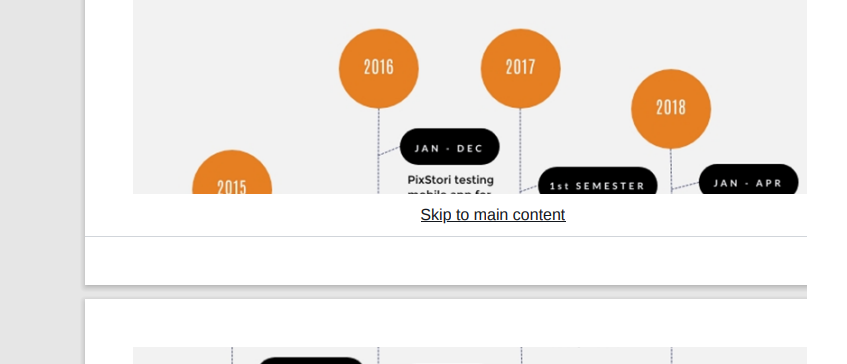 2016
2017
2018
JAN - DEC
PixStori testing
mobile app for
2015
1st SEMESTER
JAN - APR
Skip to main content